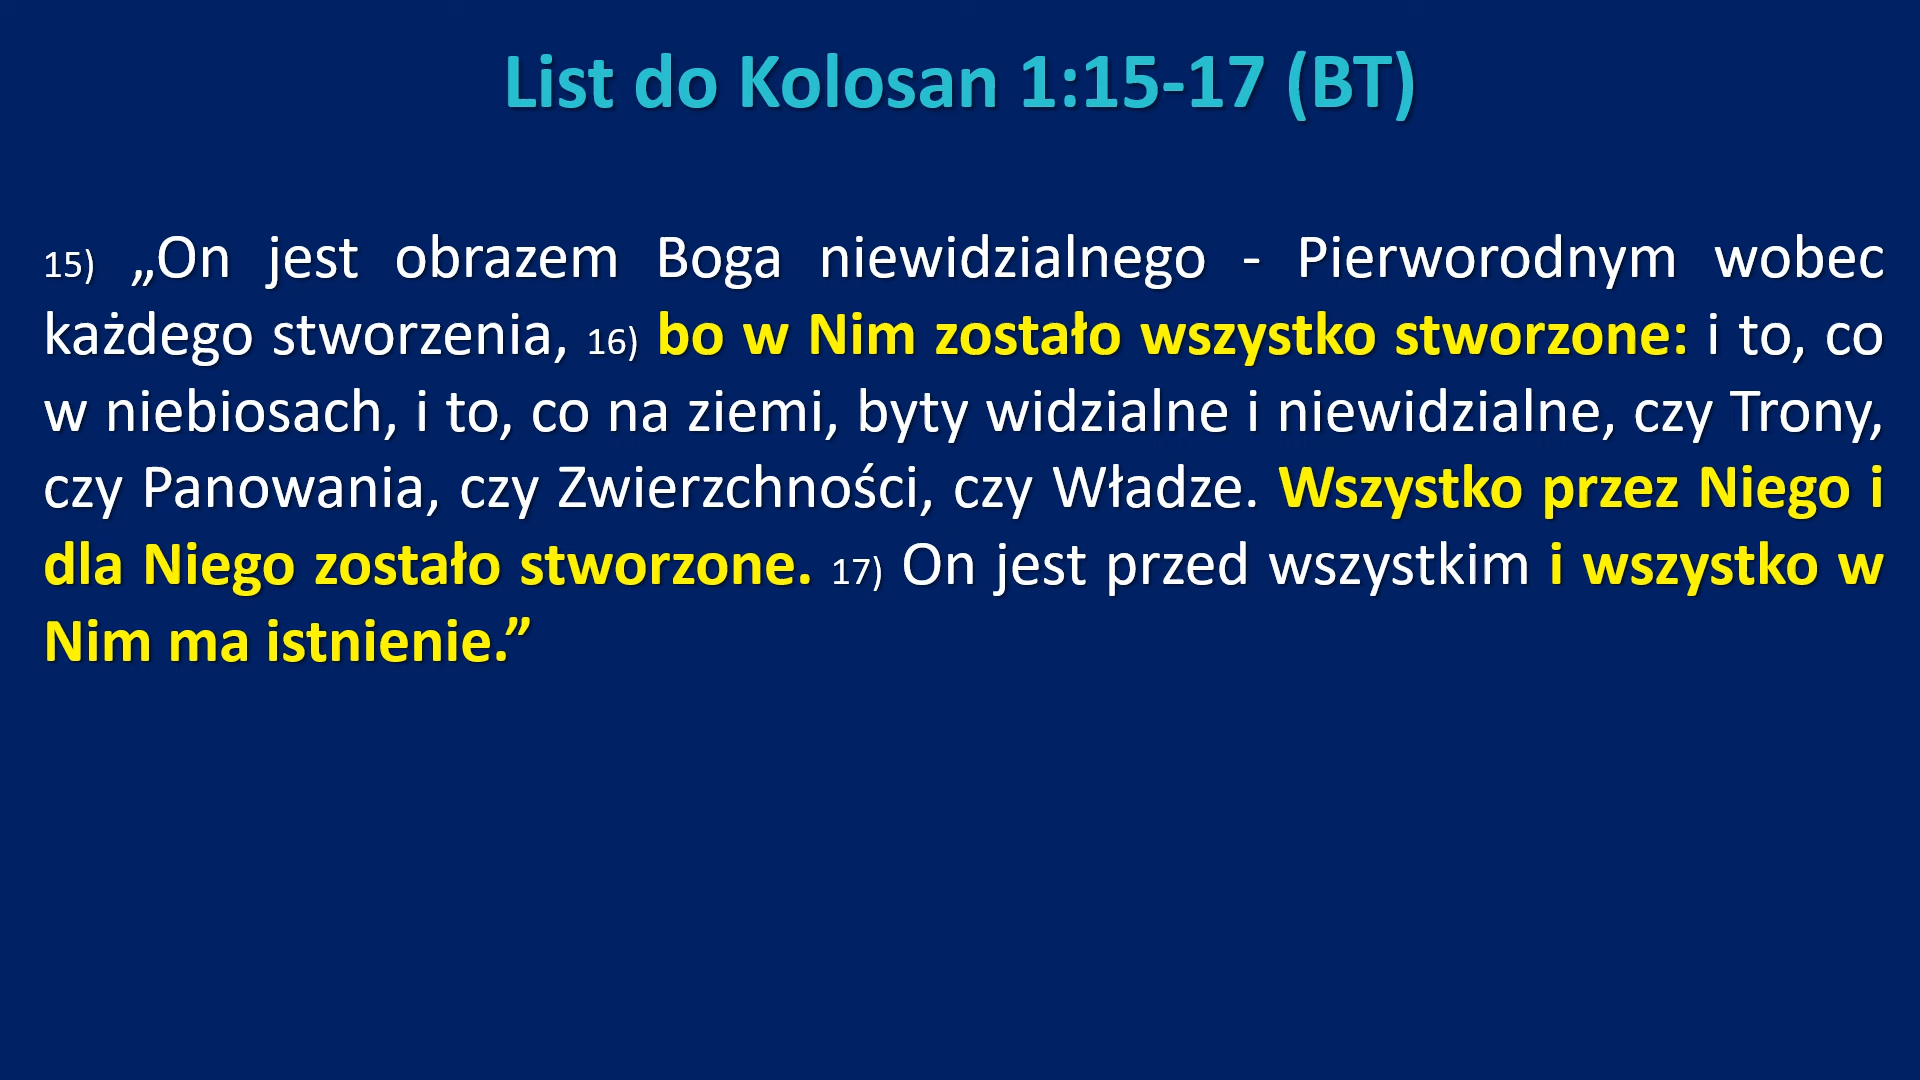 List do Kolosan 1:15-17 (BT)
15) „On jest obrazem Boga niewidzialnego - Pierworodnym wobec
każdego stworzenia, 16) bo w Nim zostało wszystko stworzone: i to, co
w niebiosach, i to, co na ziemi, byty widzialne i niewidzialne, czy Trony,
czy Panowania, czy Zwierzchności, czy Władze. Wszystko przez Niego i
dla Niego zostało stworzone. 17) On jest przed wszystkim i wszystko w
Nim ma istnienie.”